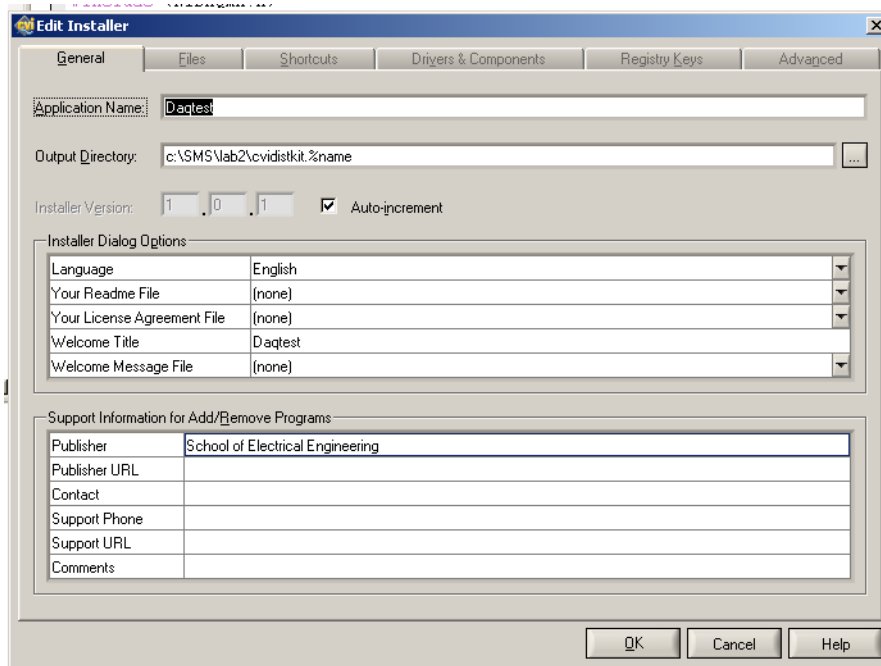 Edit Installer
General Files Shortcuts Drivers & Components Registry Keys Advanced
Application Name: Daqtest
Output Directory: c:\SMS\lab2\cvidistkit.%name ...
Installer Version: 1 . 0 . 1 Auto-increment
Installer Dialog Options
Language English
Your Readme File (none)
Your License Agreement File (none)
Welcome Title Daqtest
Welcome Message File (none)
Support Information for Add/Remove Programs
Publisher School of Electrical Engineering
Publisher URL
Contact
Support Phone
Support URL
Comments
OK Cancel Help